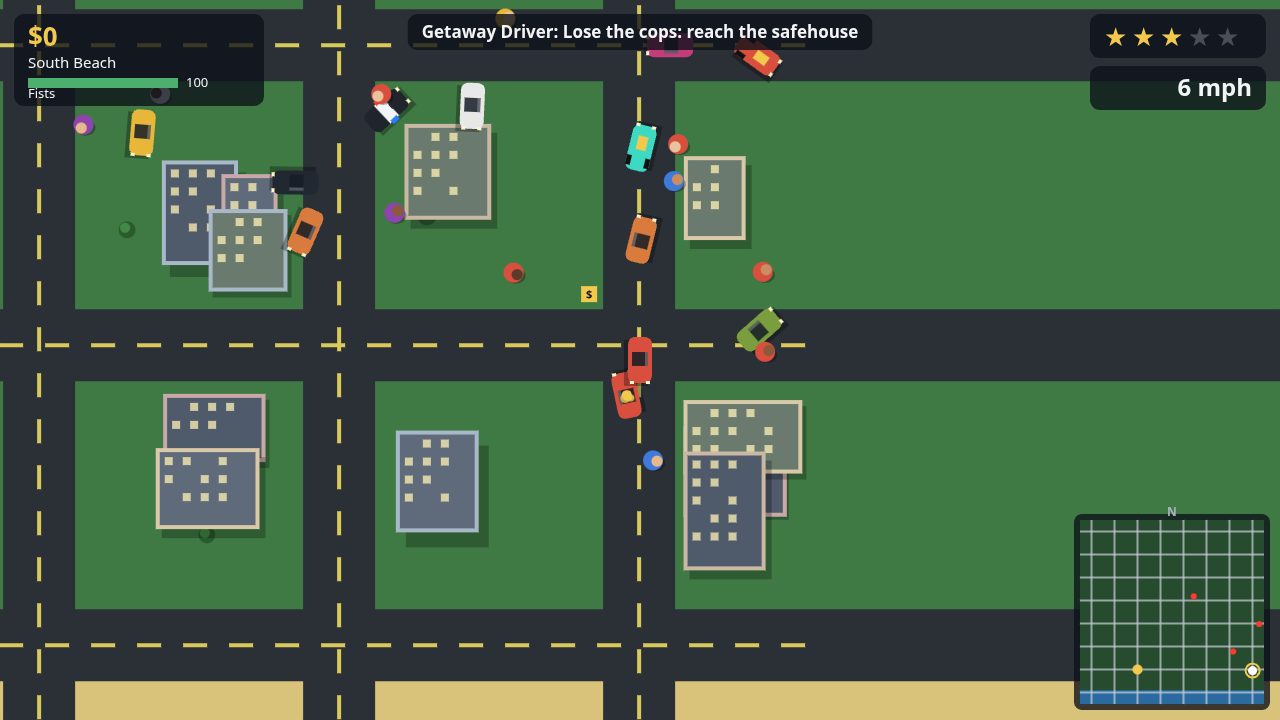 $0
South Beach
100
Fists
Getaway Driver: Lose the cops: reach the safehouse
6 mph
$
N